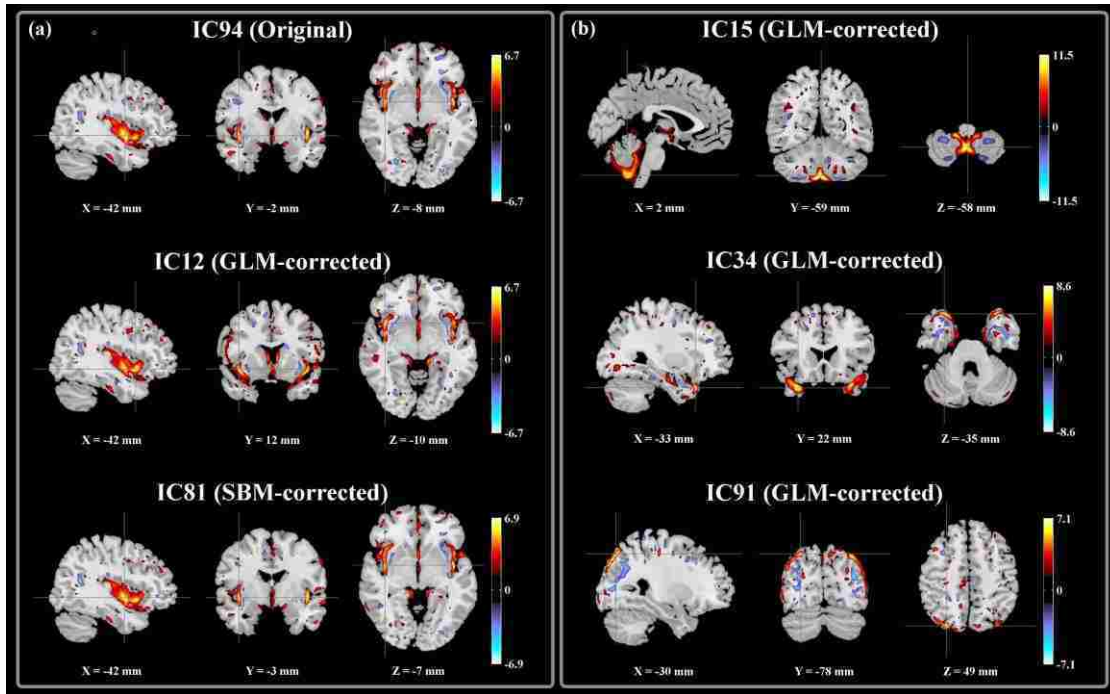 (a)
IC94 (Original)
6.7
0
-6.7
X = -42 mm
Y = -2 mm
Z = -8 mm
IC12 (GLM-corrected)
6.7
0
-6.7
X = -42 mm
Y = 12 mm
Z = -10 mm
IC81 (SBM-corrected)
6.9
0
-6.9
X = -42 mm
Y = -3 mm
Z = -7 mm
(b)
IC15 (GLM-corrected)
11.5
0
-11.5
X = 2 mm
Y = -59 mm
Z = -58 mm
IC34 (GLM-corrected)
8.6
0
-8.6
X = -33 mm
Y = 22 mm
Z = -35 mm
IC91 (GLM-corrected)
7.1
0
-7.1
X = -30 mm
Y = -78 mm
Z = 49 mm